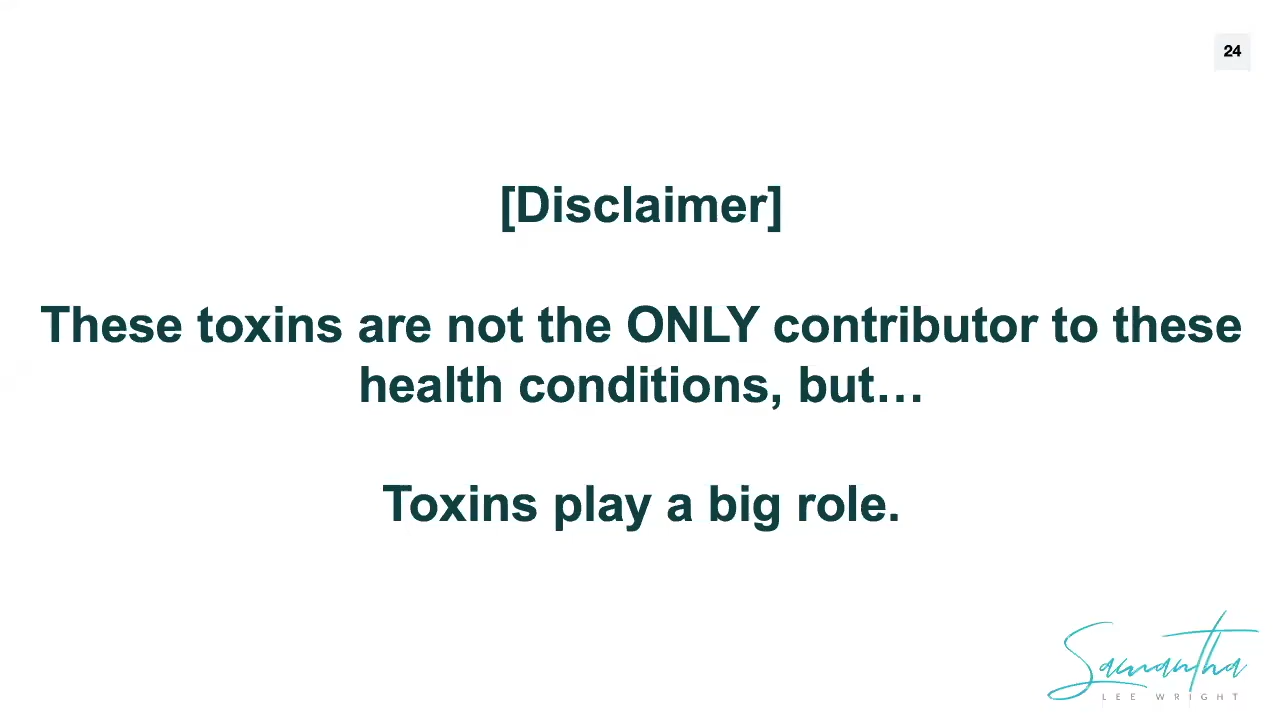 24
[Disclaimer]
These toxins are not the ONLY contributor to these
health conditions, but…
Toxins play a big role.
Samantha
LEE WRIGHT